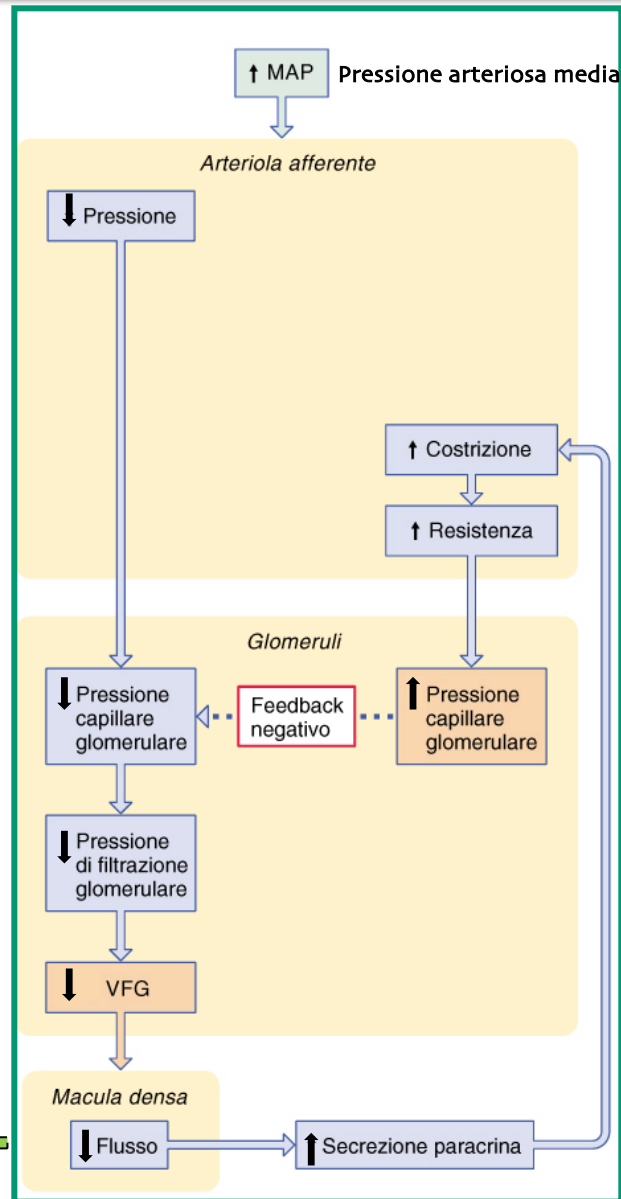 ↑ MAP Pressione arteriosa media
Arteriola afferente
↓ Pressione
↑ Costrizione
↑ Resistenza
Glomeruli
↓ Pressione
capillare
glomerulare
Feedback
negativo
↑ Pressione
capillare
glomerulare
↓ Pressione
di filtrazione
glomerulare
↓ VFG
Macula densa
↓ Flusso
↑ Secrezione paracrina